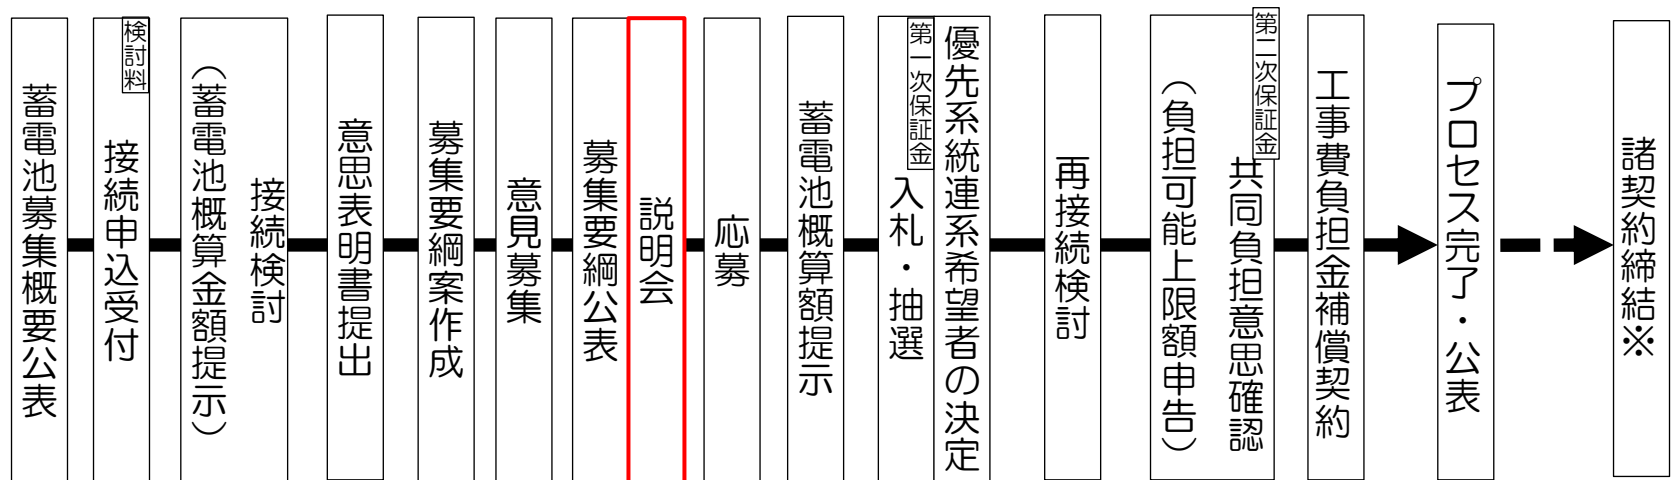 蓄電池募集概要公表
検討料
接続申込受付
接続検討
（蓄電池概算金額提示）
意思表明書提出
募集要綱案作成
意見募集
募集要綱公表
説明会
応募
蓄電池概算額提示
第一次保証金
入札・抽選
優先系統連系希望者の決定
再接続検討
第二次保証金
共同負担意思確認
（負担可能上限額申告）
工事費負担金補償契約
プロセス完了・公表
諸契約締結※